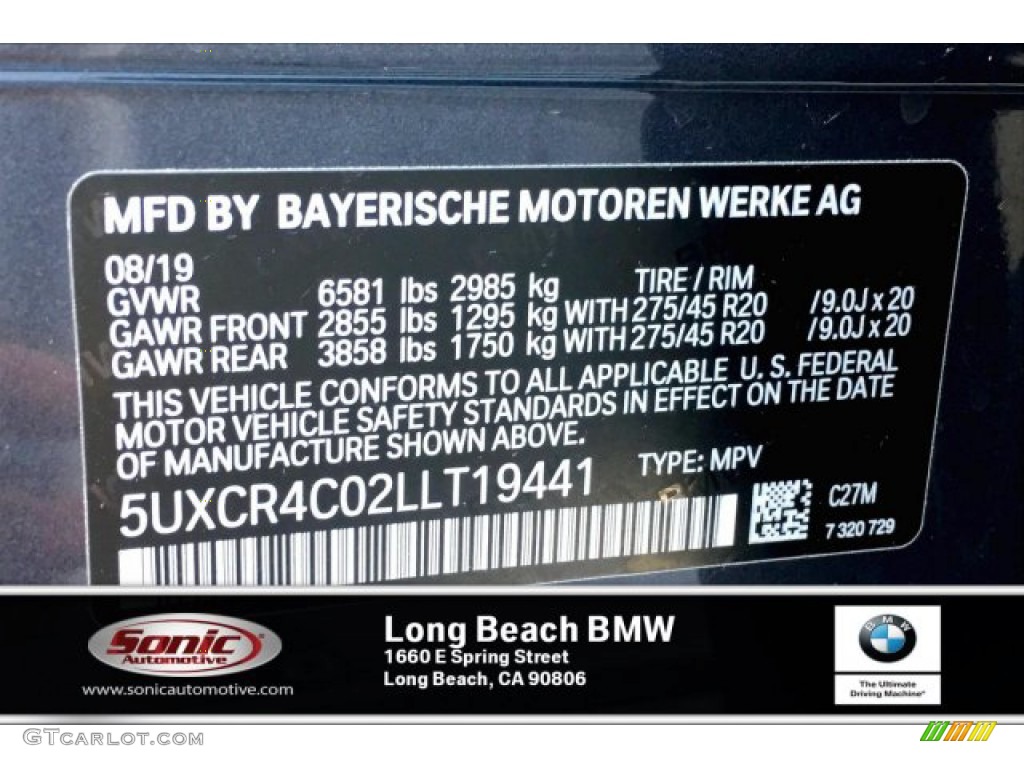 MFD BY BAYERISCHE MOTOREN WERKE AG
08/19 TIRE / RIM
GVWR 6581 lbs 2985 kg
GAWR FRONT 2855 lbs 1295 kg WITH 275/45 R20 /9.0J x 20
GAWR REAR 3858 lbs 1750 kg WITH 275/45 R20 /9.0J x 20
THIS VEHICLE CONFORMS TO ALL APPLICABLE U. S. FEDERAL
MOTOR VEHICLE SAFETY STANDARDS IN EFFECT ON THE DATE
OF MANUFACTURE SHOWN ABOVE.
5UXCR4C02LLT19441 TYPE: MPV
C27M
7 320 729
Sonic
Automotive
www.sonicautomotive.com
Long Beach BMW
1660 E Spring Street
Long Beach, CA 90806
BMW
The Ultimate
Driving Machine®
GTCARLOT.COM